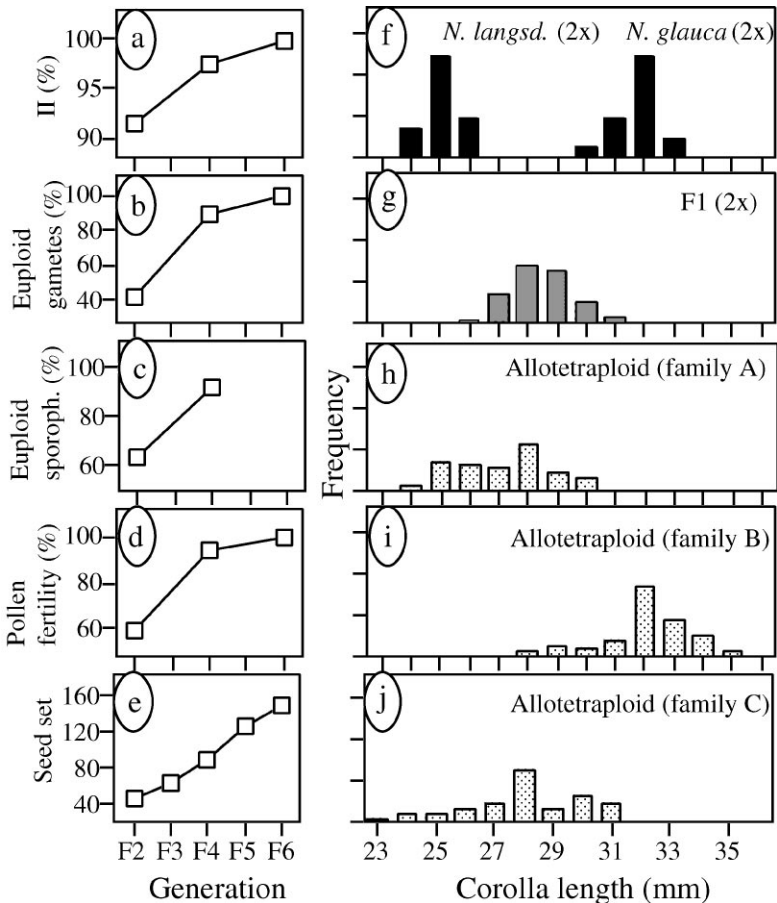 a
II (%)
100
95
90
b
Euploid
gametes (%)
100
80
60
40
c
Euploid
sporoph. (%)
100
80
60
d
Pollen
fertility (%)
100
80
60
e
Seed set
160
120
80
40
F2 F3 F4 F5 F6
Generation
Frequency
f
N. langsd. (2x) N. glauca (2x)
g
F1 (2x)
h
Allotetraploid (family A)
i
Allotetraploid (family B)
j
Allotetraploid (family C)
23 25 27 29 31 33 35
Corolla length (mm)